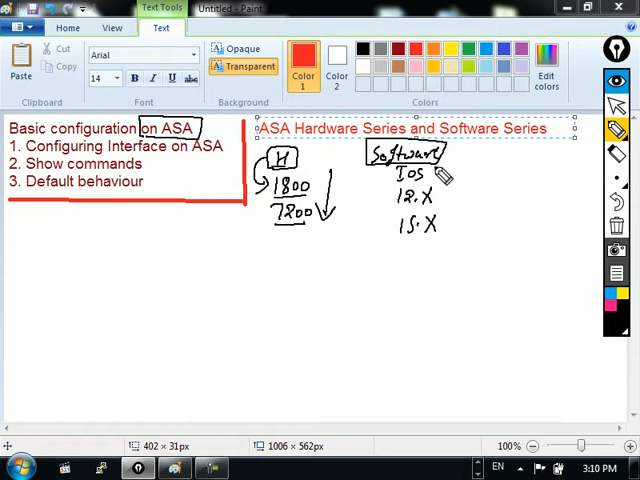 Text Tools
Untitled - Paint
Home
View
Text
Paste
Cut
Copy
Clipboard
Arial
14
B I U abc
Font
Opaque
Transparent
Background
Color 1
Color 2
Edit colors
Colors
Basic configuration on ASA
1. Configuring Interface on ASA
2. Show commands
3. Default behaviour
ASA Hardware Series and Software Series
H
1800
7200
Software
Ios
12.X
15.X
402 × 31px
1006 × 562px
100%
EN
3:10 PM